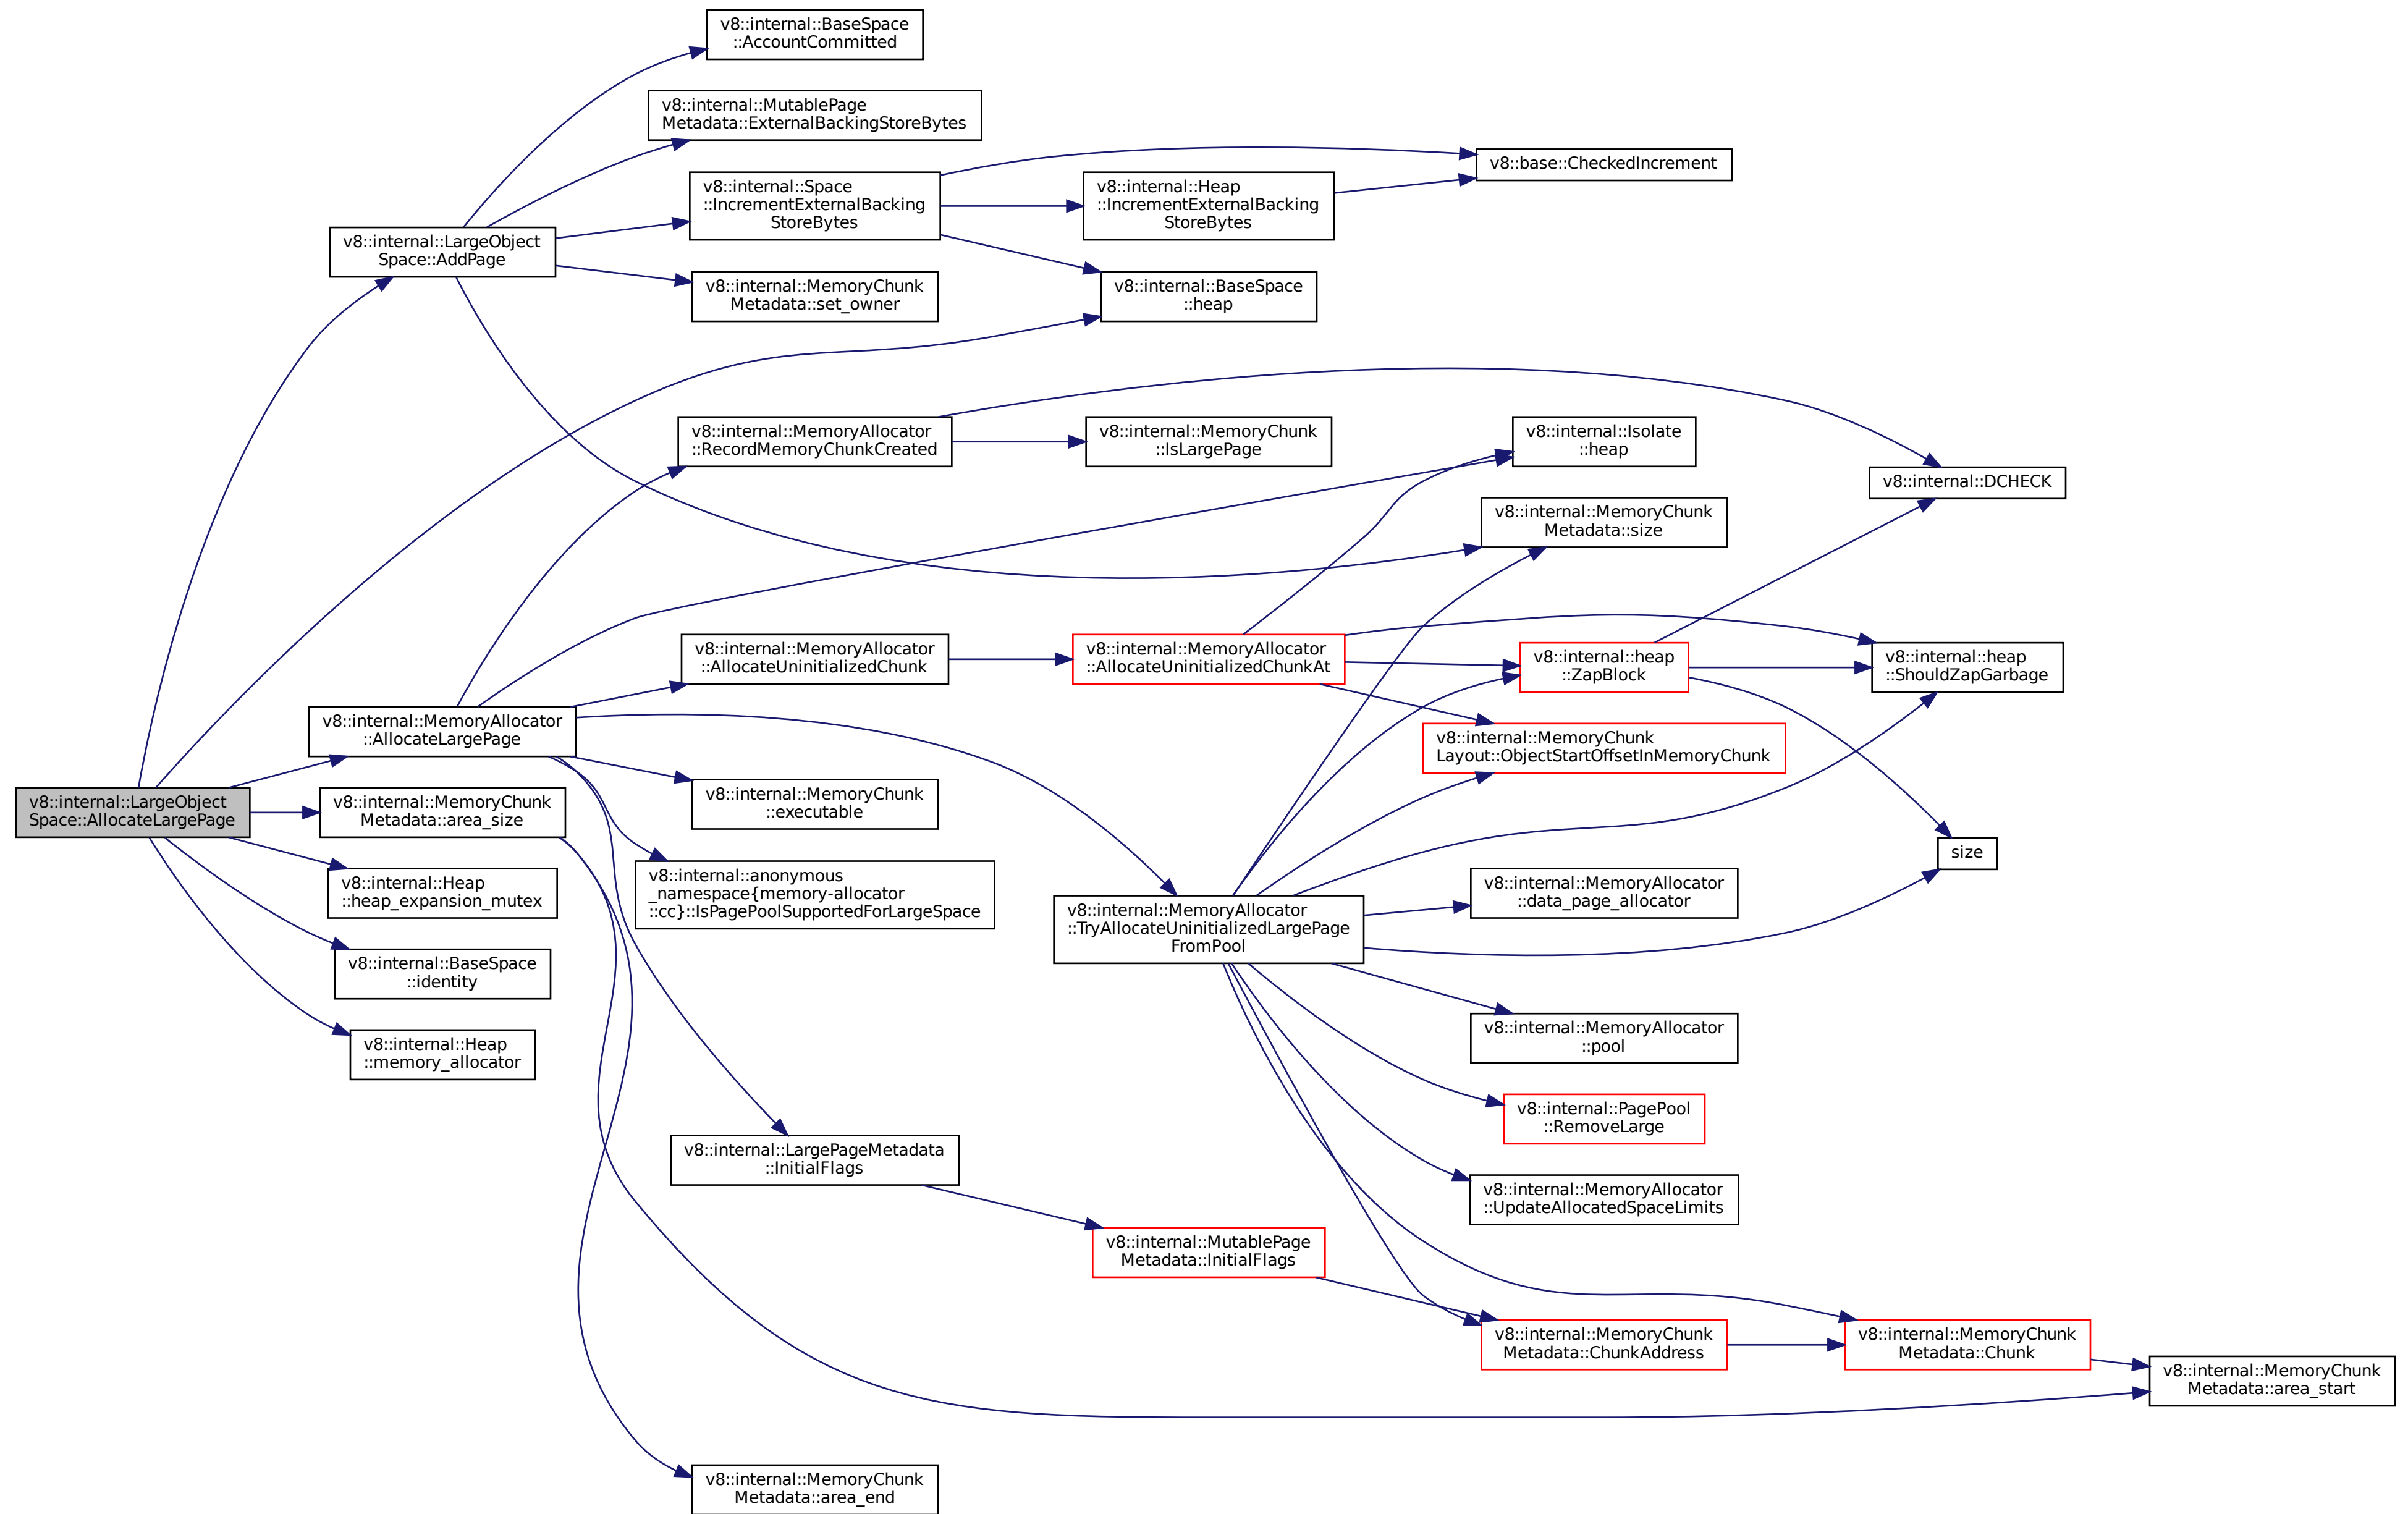 v8::internal::BaseSpace
::AccountCommitted
v8::internal::MutablePage
Metadata::ExternalBackingStoreBytes
v8::base::CheckedIncrement
v8::internal::Space
::IncrementExternalBacking
StoreBytes
v8::internal::Heap
::IncrementExternalBacking
StoreBytes
v8::internal::LargeObject
Space::AddPage
v8::internal::MemoryChunk
Metadata::set_owner
v8::internal::BaseSpace
::heap
v8::internal::MemoryAllocator
::RecordMemoryChunkCreated
v8::internal::MemoryChunk
::IsLargePage
v8::internal::Isolate
::heap
v8::internal::DCHECK
v8::internal::MemoryChunk
Metadata::size
v8::internal::MemoryAllocator
::AllocateUninitializedChunk
v8::internal::MemoryAllocator
::AllocateUninitializedChunkAt
v8::internal::heap
::ZapBlock
v8::internal::heap
::ShouldZapGarbage
v8::internal::MemoryAllocator
::AllocateLargePage
v8::internal::MemoryChunk
Layout::ObjectStartOffsetInMemoryChunk
v8::internal::LargeObject
Space::AllocateLargePage
v8::internal::MemoryChunk
Metadata::area_size
v8::internal::MemoryChunk
::executable
size
v8::internal::Heap
::heap_expansion_mutex
v8::internal::anonymous
_namespace{memory-allocator
::cc}::IsPagePoolSupportedForLargeSpace
v8::internal::MemoryAllocator
::TryAllocateUninitializedLargePage
FromPool
v8::internal::MemoryAllocator
::data_page_allocator
v8::internal::BaseSpace
::identity
v8::internal::Heap
::memory_allocator
v8::internal::MemoryAllocator
::pool
v8::internal::PagePool
::RemoveLarge
v8::internal::LargePageMetadata
::InitialFlags
v8::internal::MemoryAllocator
::UpdateAllocatedSpaceLimits
v8::internal::MutablePage
Metadata::InitialFlags
v8::internal::MemoryChunk
Metadata::ChunkAddress
v8::internal::MemoryChunk
Metadata::Chunk
v8::internal::MemoryChunk
Metadata::area_start
v8::internal::MemoryChunk
Metadata::area_end